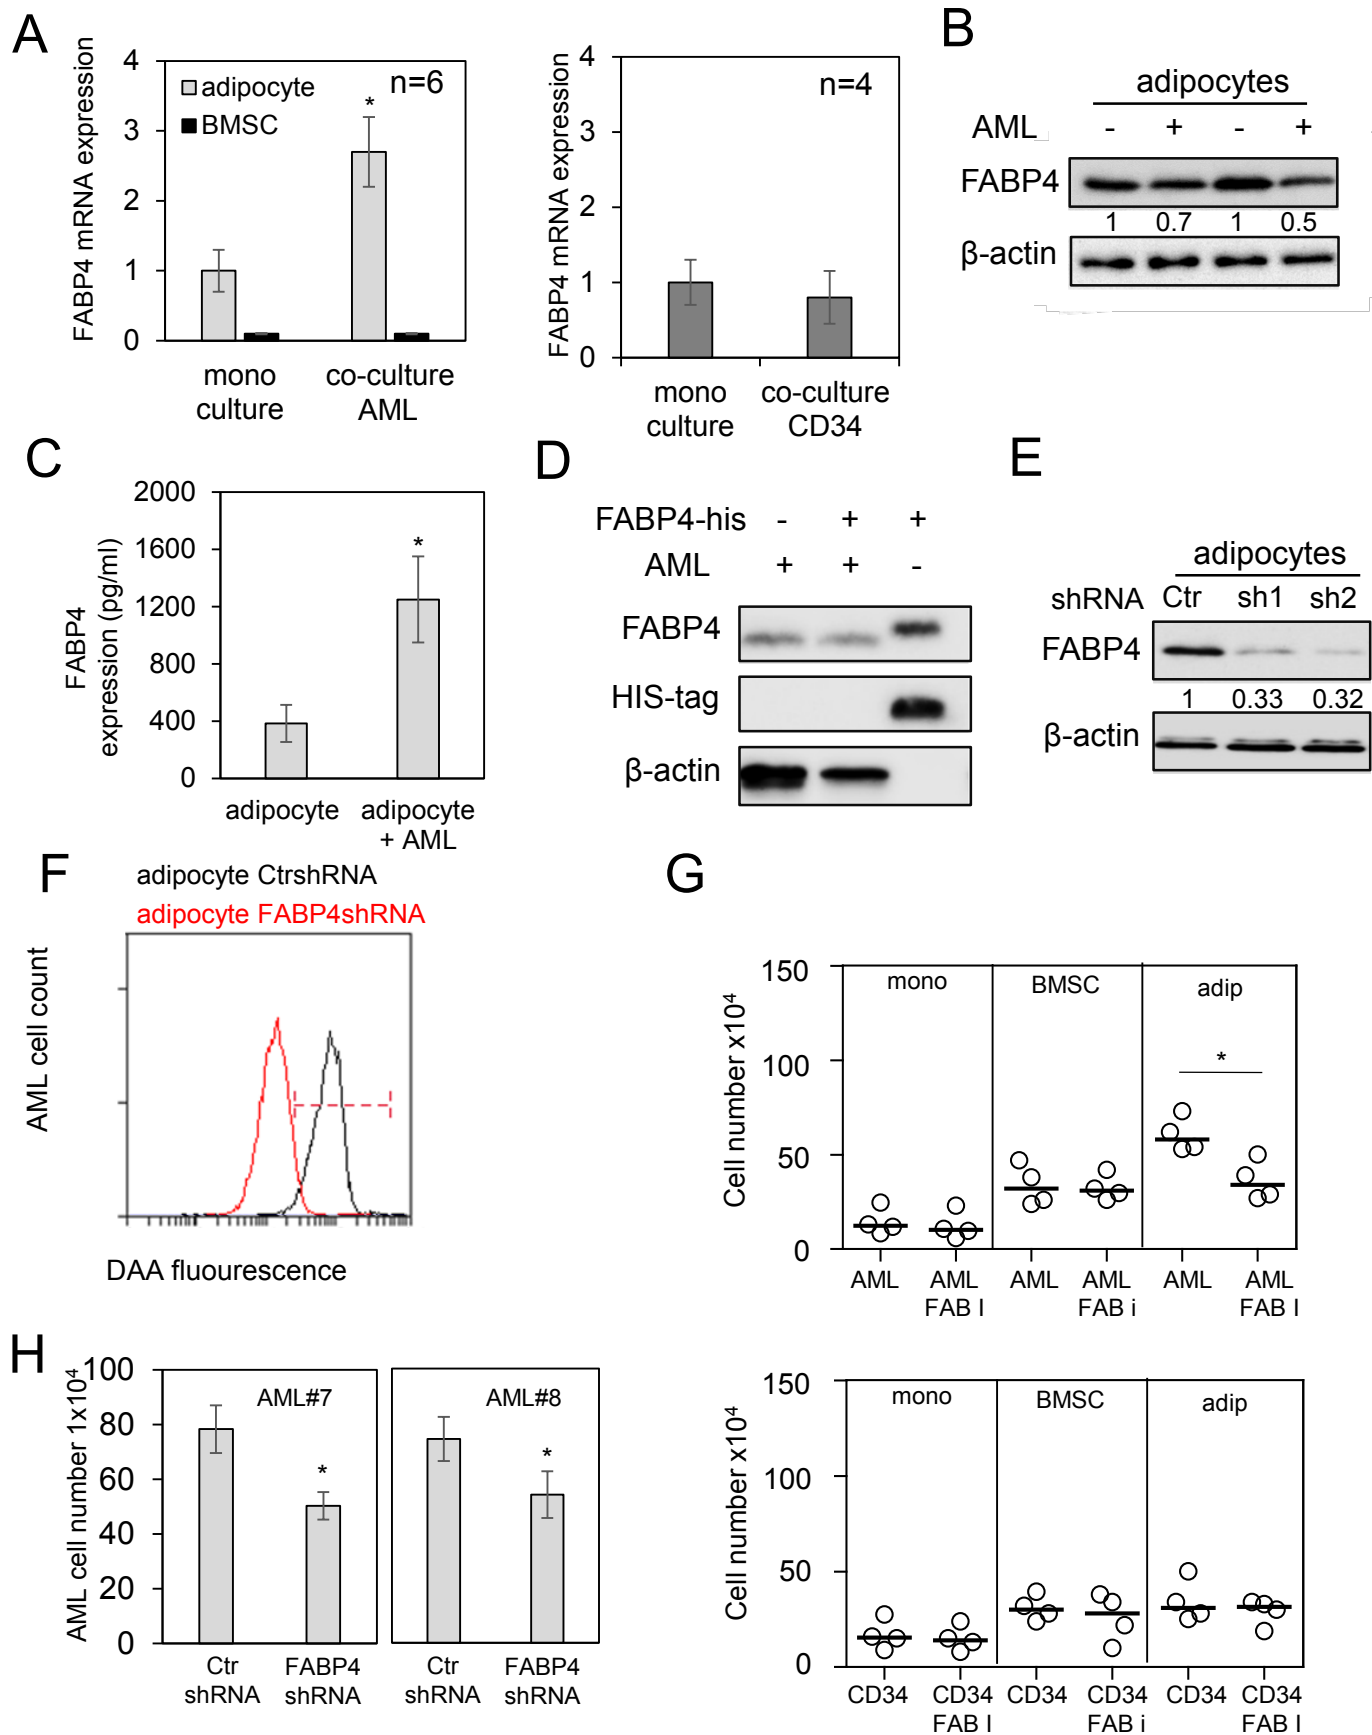 A
FABP4 mRNA expression
4
3
2
1
0
adipocyte
BMSC
n=6
*
mono
culture
co-culture
AML
FABP4 mRNA expression
4
3
2
1
0
n=4
mono
culture
co-culture
CD34
B
adipocytes
AML - + - +
FABP4
1 0.7 1 0.5
β-actin
C
FABP4
expression (pg/ml)
2000
1600
1200
800
400
0
*
adipocyte
adipocyte
+ AML
D
FABP4-his - + +
AML + + -
FABP4
HIS-tag
β-actin
E
adipocytes
shRNA Ctr sh1 sh2
FABP4
1 0.33 0.32
β-actin
F
adipocyte CtrshRNA
adipocyte FABP4shRNA
AML cell count
DAA fluourescence
G
Cell number x10⁴
150
100
50
0
mono
BMSC
adip
*
AML
AML
FAB I
AML
AML
FAB i
AML
AML
FAB I
Cell number x10⁴
150
100
50
0
mono
BMSC
adip
CD34
CD34
FAB I
CD34
CD34
FAB i
CD34
CD34
FAB I
H
AML cell number 1x10⁴
100
80
60
40
20
0
AML#7
*
Ctr
shRNA
FABP4
shRNA
AML#8
*
Ctr
shRNA
FABP4
shRNA